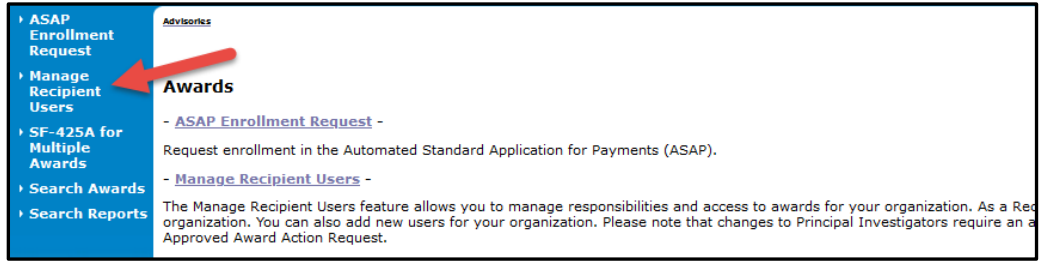 ASAP
Enrollment
Request
Manage
Recipient
Users
SF-425A for
Multiple
Awards
Search Awards
Search Reports
Advisories
Awards
- ASAP Enrollment Request -
Request enrollment in the Automated Standard Application for Payments (ASAP).
- Manage Recipient Users -
The Manage Recipient Users feature allows you to manage responsibilities and access to awards for your organization. As a
organization. You can also add new users for your organization. Please note that changes to Principal Investigators require an
Approved Award Action Request.